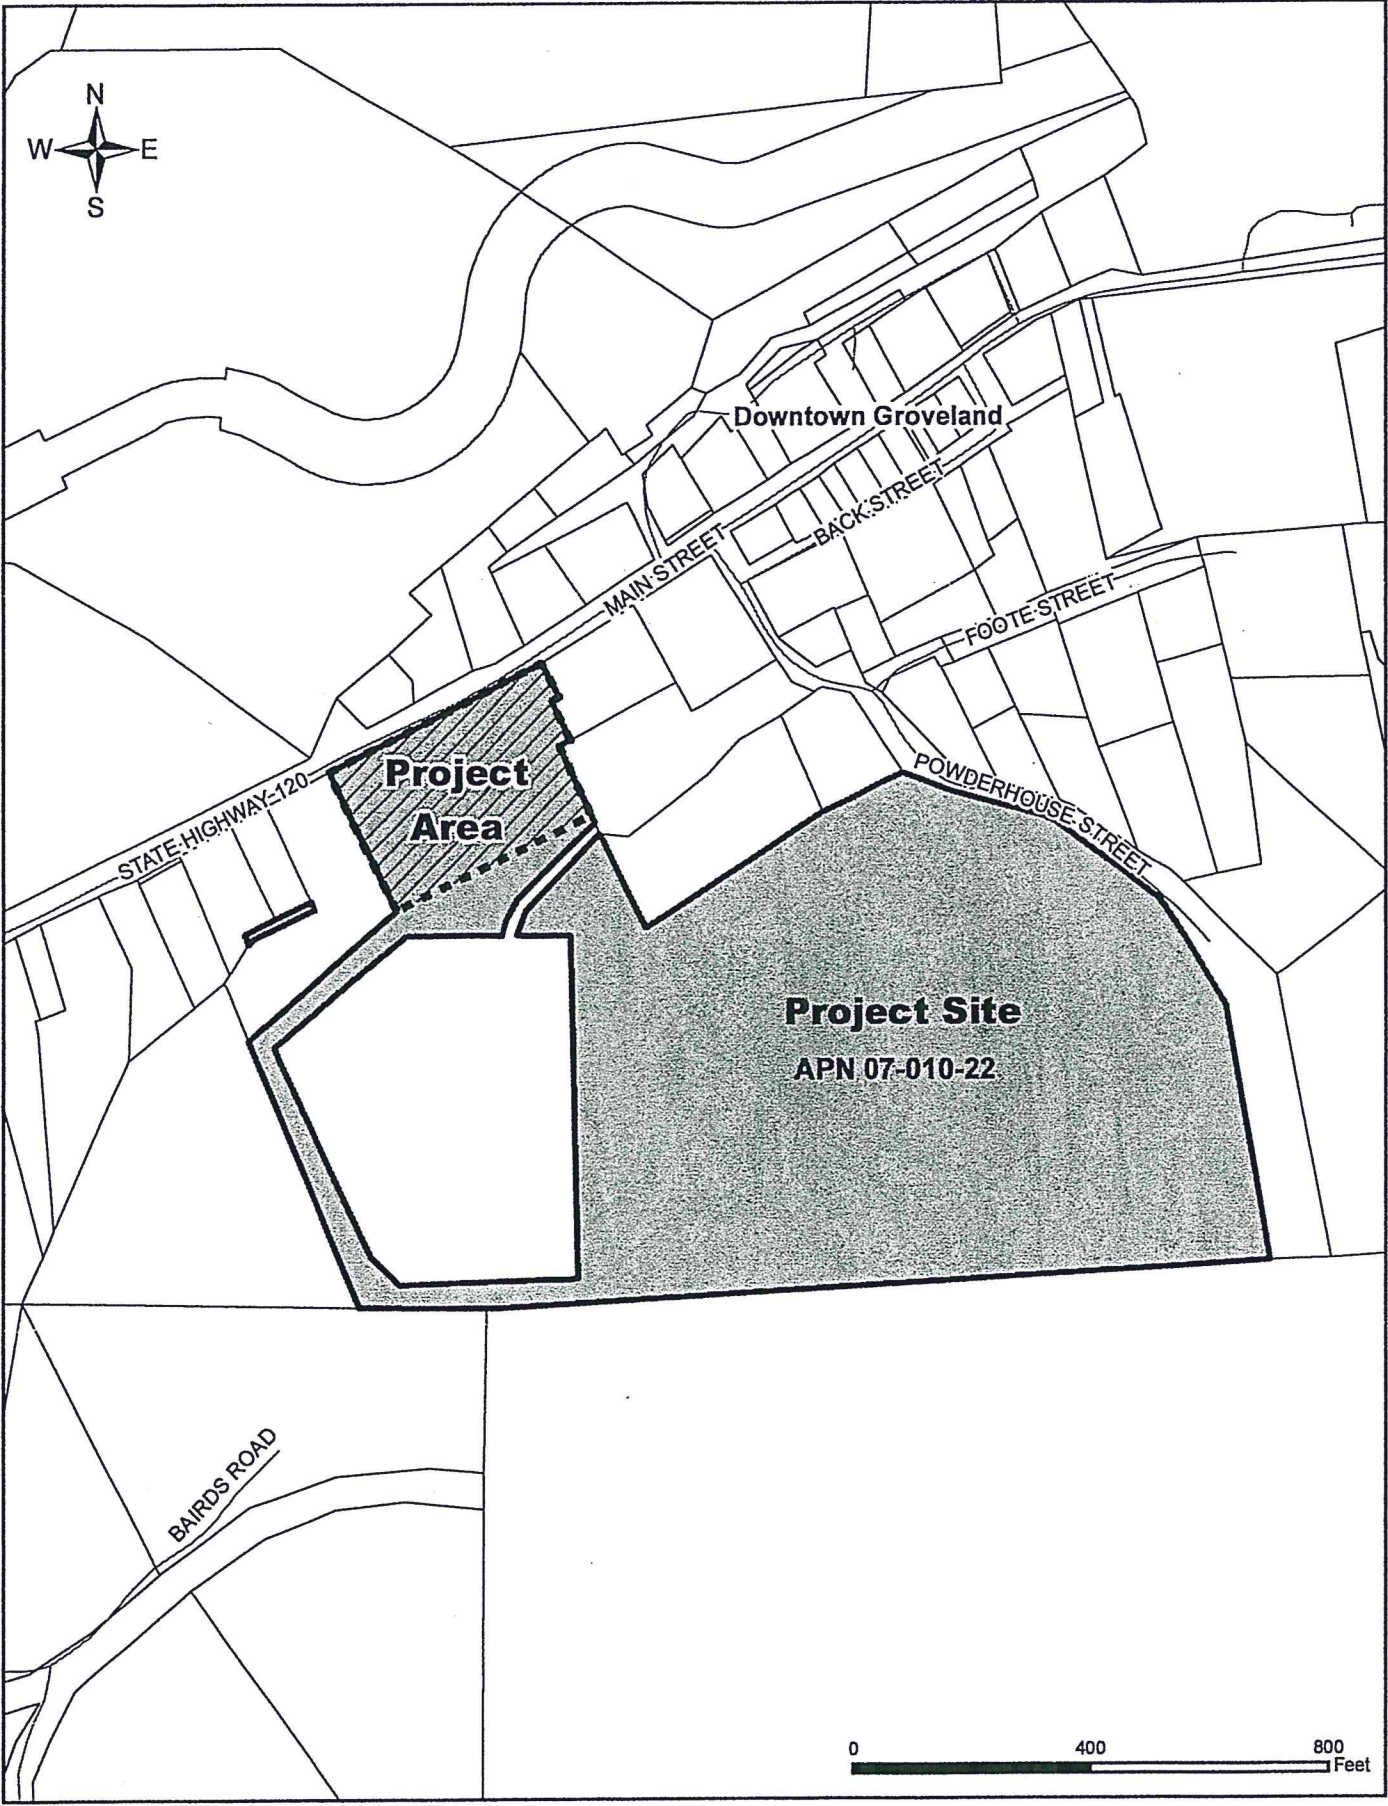 N
W E
S
Downtown Groveland
BACK STREET
MAIN STREET
FOOTE STREET
Project
Area
POWDERHOUSE STREET
STATE HIGHWAY 120
Project Site
APN 07-010-22
BAIRDS ROAD
0 400 800
Feet